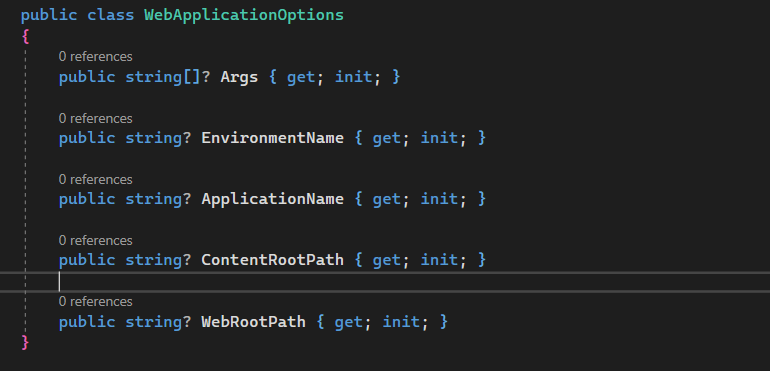 public class WebApplicationOptions
{
0 references
public string[]? Args { get; init; }
0 references
public string? EnvironmentName { get; init; }
0 references
public string? ApplicationName { get; init; }
0 references
public string? ContentRootPath { get; init; }
0 references
public string? WebRootPath { get; init; }
}